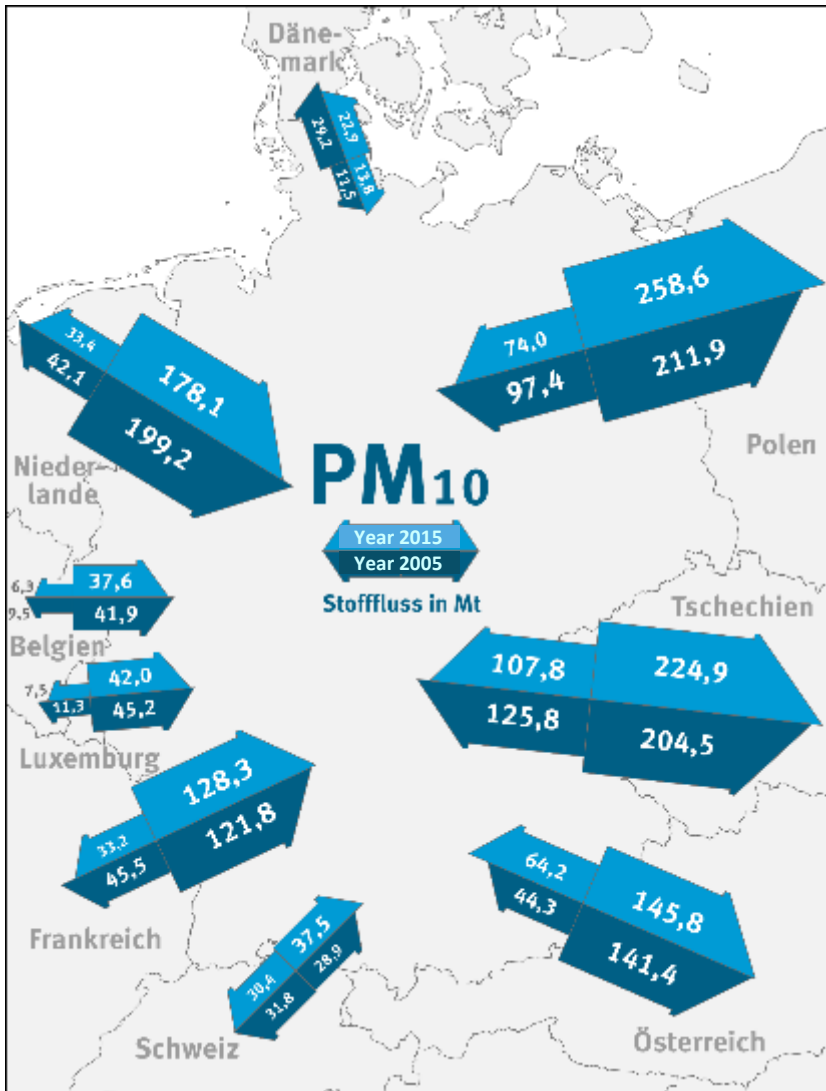 Däne-
mark
22,9
29,2
13,8
11,5
258,6
74,0
211,9
97,4
33,4
178,1
42,1
199,2
Polen
Nieder-
lande
PM10
Year 2015
Year 2005
Stofffluss in Mt
6,3
37,6
9,5
41,9
Belgien
Tschechien
107,8
224,9
125,8
204,5
7,5
42,0
11,3
45,2
Luxemburg
128,3
33,2
121,8
45,5
Frankreich
64,2
145,8
44,3
141,4
Österreich
37,5
30,4
28,9
31,8
Schweiz